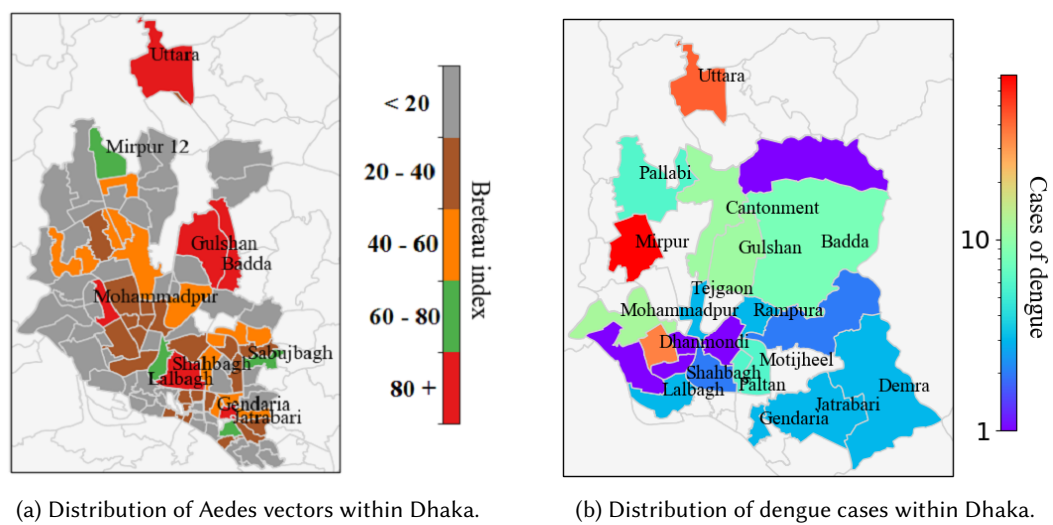 Uttara
Mirpur 12
Gulshan
Badda
Mohammadpur
Shahbagh
Sabujbagh
Lalbagh
Gendaria
Jatrabari
< 20
20 - 40
40 - 60
60 - 80
80 +
Breteau index
(a) Distribution of Aedes vectors within Dhaka.
Uttara
Pallabi
Cantonment
Mirpur
Gulshan
Badda
Tejgaon
Mohammadpur
Rampura
Dhanmondi
Motijheel
Shahbagh
Paltan
Lalbagh
Demra
Jatrabari
Gendaria
10
1
Cases of dengue
(b) Distribution of dengue cases within Dhaka.